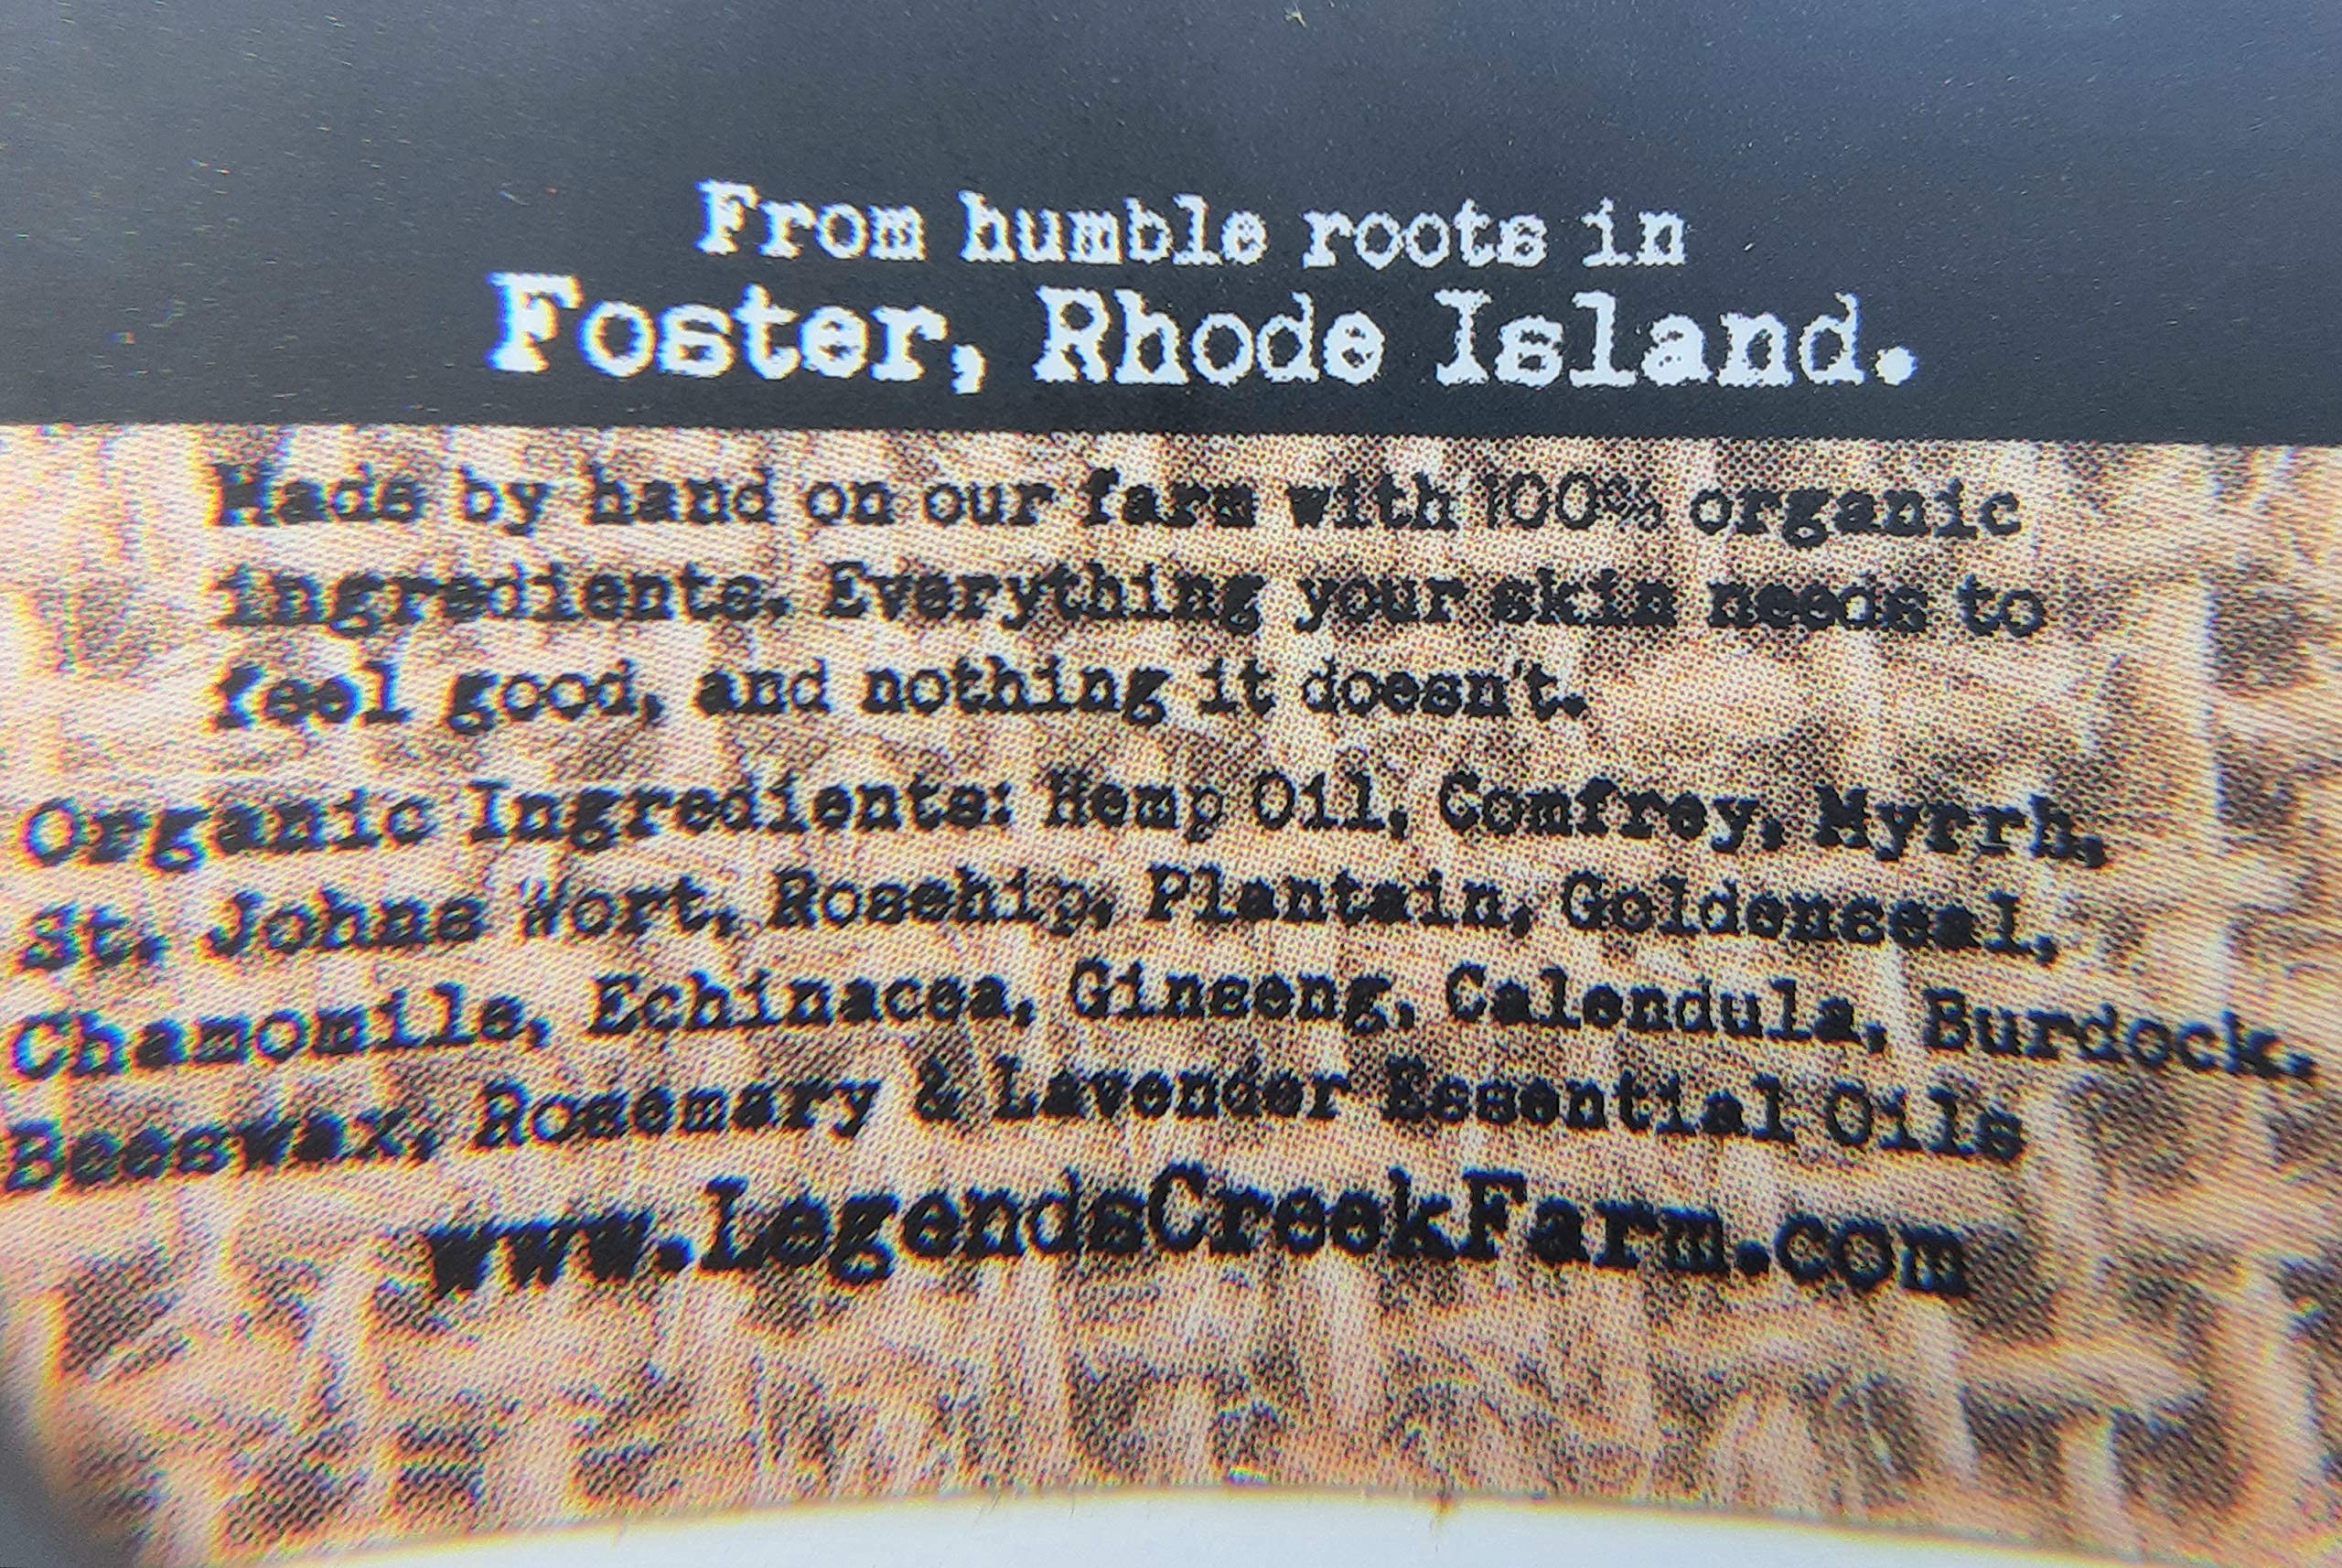 From humble roots in
Foster, Rhode Island.
Made by hand on our farm with 100% organic
ingredients. Everything your skin needs to
feel good, and nothing it doesn't.
Organic Ingredients: Hemp Oil, Comfrey, Myrrh,
St. Johns Wort, Rosehip, Plantain, Goldenseal,
Chamomile, Echinacea, Ginseng, Calendula, Burdock,
Beeswax, Rosemary & Lavender Essential Oils
www.LegendsCreekFarm.com